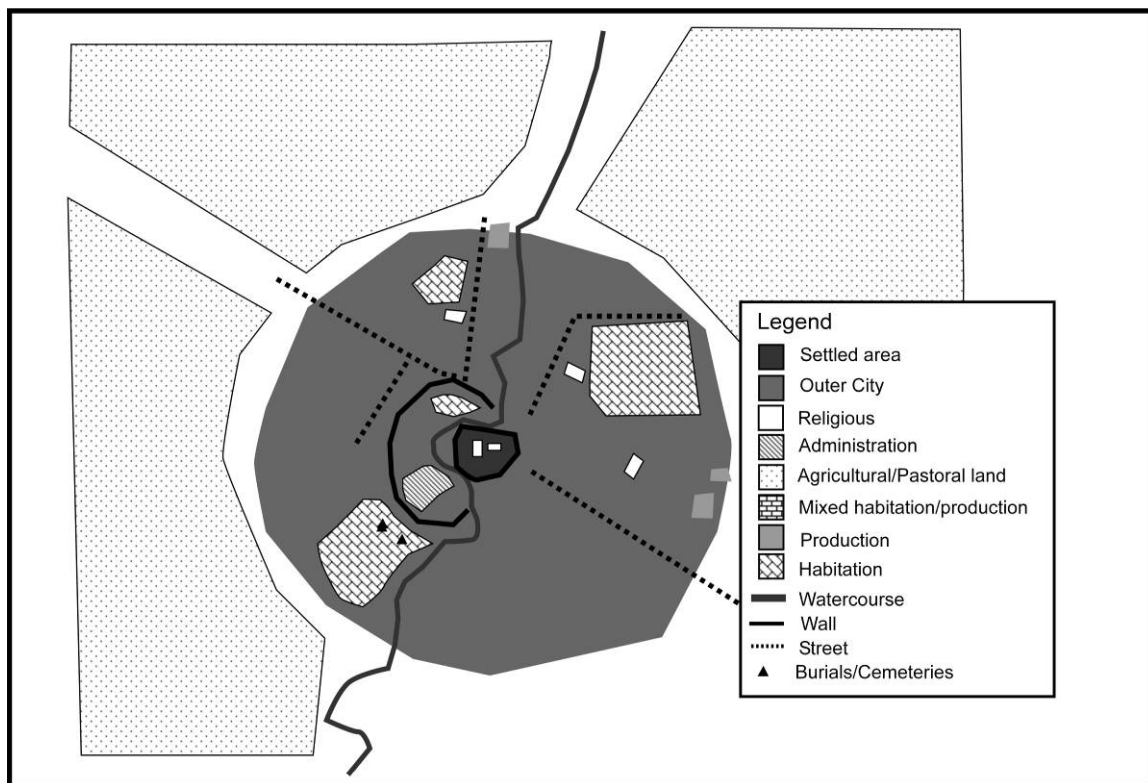 Legend
Settled area
Outer City
Religious
Administration
Agricultural/Pastoral land
Mixed habitation/production
Production
Habitation
Watercourse
Wall
Street
Burials/Cemeteries